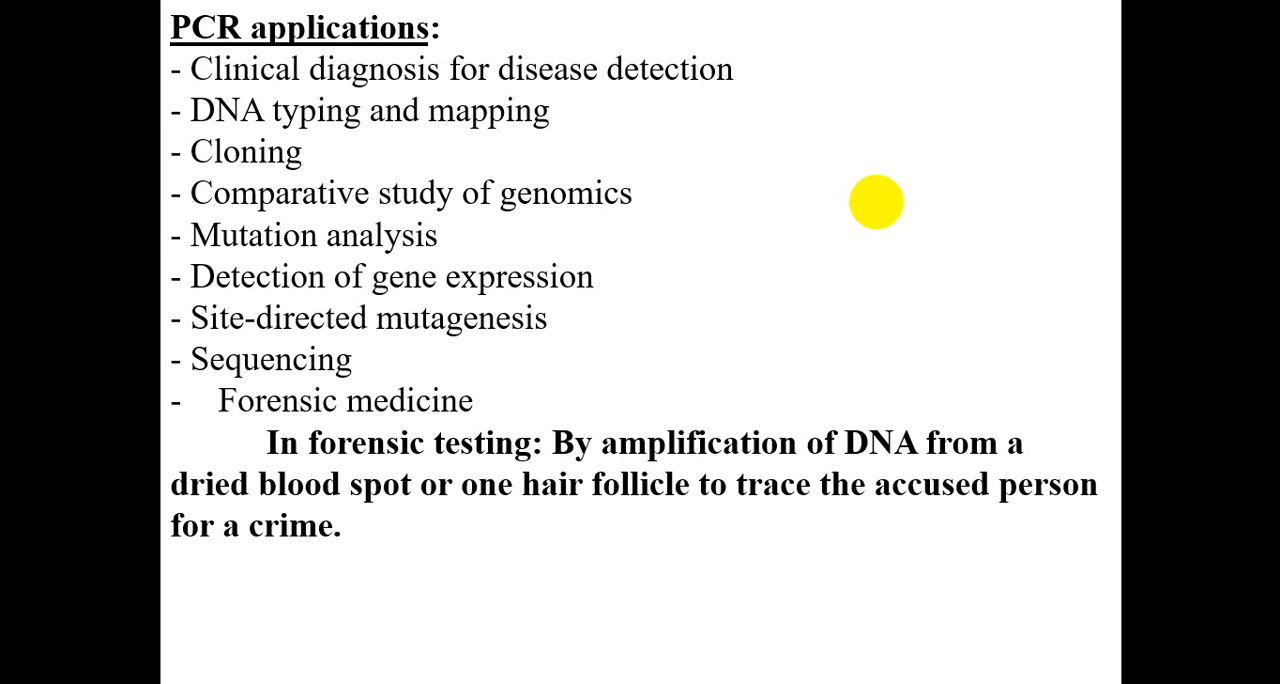 PCR applications:
- Clinical diagnosis for disease detection
- DNA typing and mapping
- Cloning
- Comparative study of genomics
- Mutation analysis
- Detection of gene expression
- Site-directed mutagenesis
- Sequencing
- Forensic medicine
In forensic testing: By amplification of DNA from a
dried blood spot or one hair follicle to trace the accused person
for a crime.